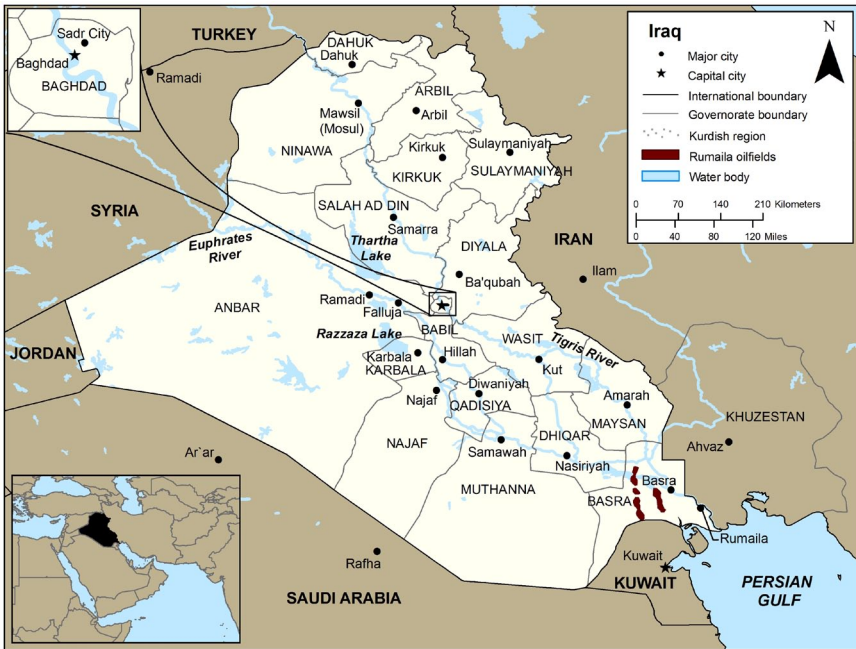 Sadr City
Baghdad
BAGHDAD
TURKEY
Ramadi
DAHUK
Dahuk
ARBIL
Arbil
Mawsil
(Mosul)
NINAWA
Kirkuk
KIRKUK
Sulaymaniyah
SULAYMANIYAH
SYRIA
SALAH AD DIN
Samarra
Euphrates
River
Thartha
Lake
DIYALA
IRAN
Ilam
Ba'qubah
ANBAR
Ramadi
Falluja
BABIL
Razzaza Lake
JORDAN
WASIT
Tigris River
Karbala
KARBALA
Hillah
Kut
Diwaniyah
QADISIYA
Najaf
Amarah
MAYSAN
KHUZESTAN
Ahvaz
NAJAF
Samawah
DHIQAR
Nasiriyah
Ar`ar
MUTHANNA
Basra
BASRA
Rumaila
Rafha
Kuwait
KUWAIT
SAUDI ARABIA
PERSIAN
GULF
Iraq
N
Major city
Capital city
International boundary
Governorate boundary
Kurdish region
Rumaila oilfields
Water body
0 70 140 210 Kilometers
0 40 80 120 Miles